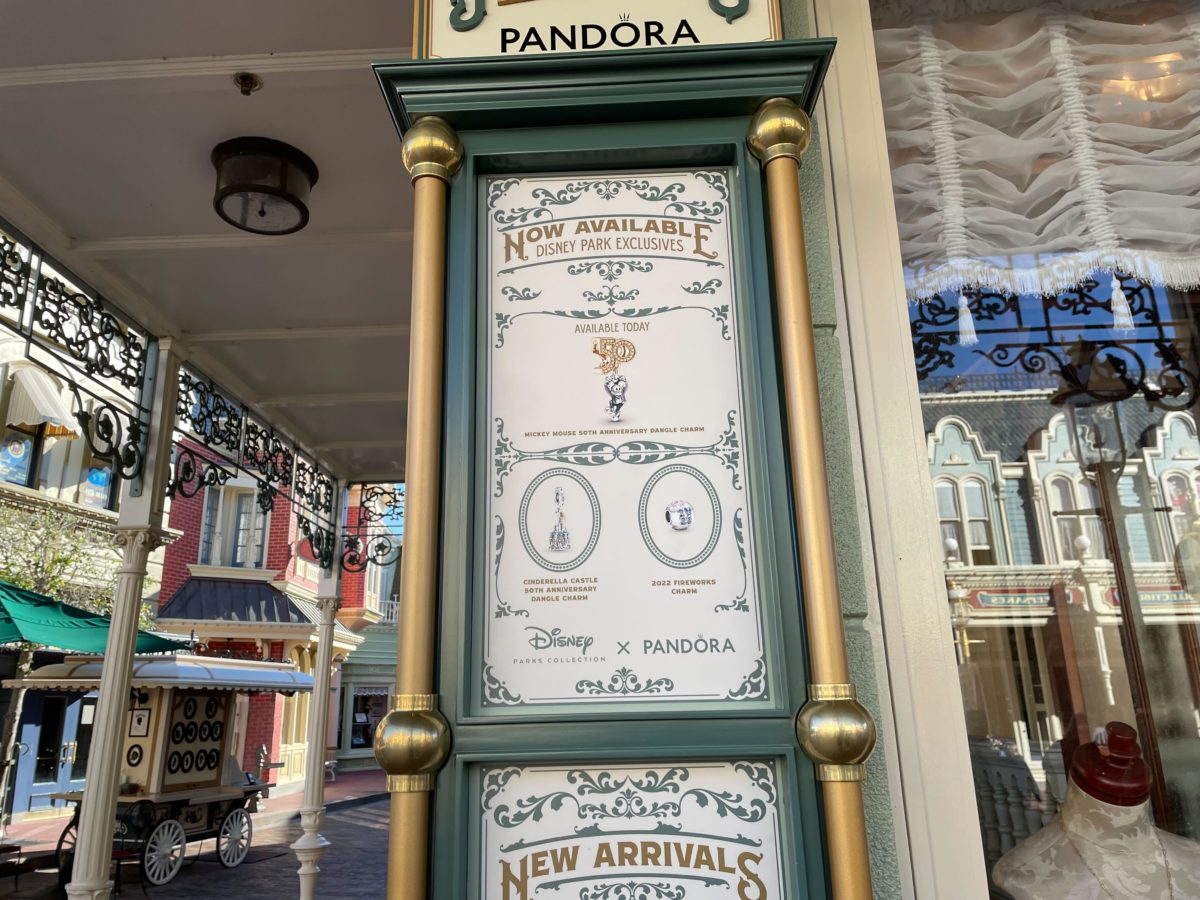 PANDORA
NOW AVAILABLE
DISNEY PARK EXCLUSIVES
AVAILABLE TODAY
50
MICKEY MOUSE 50TH ANNIVERSARY DANGLE CHARM
CINDERELLA CASTLE
50TH ANNIVERSARY
DANGLE CHARM
2022 FIREWORKS
CHARM
Disney
PARKS COLLECTION
X PANDORA
NEW ARRIVALS